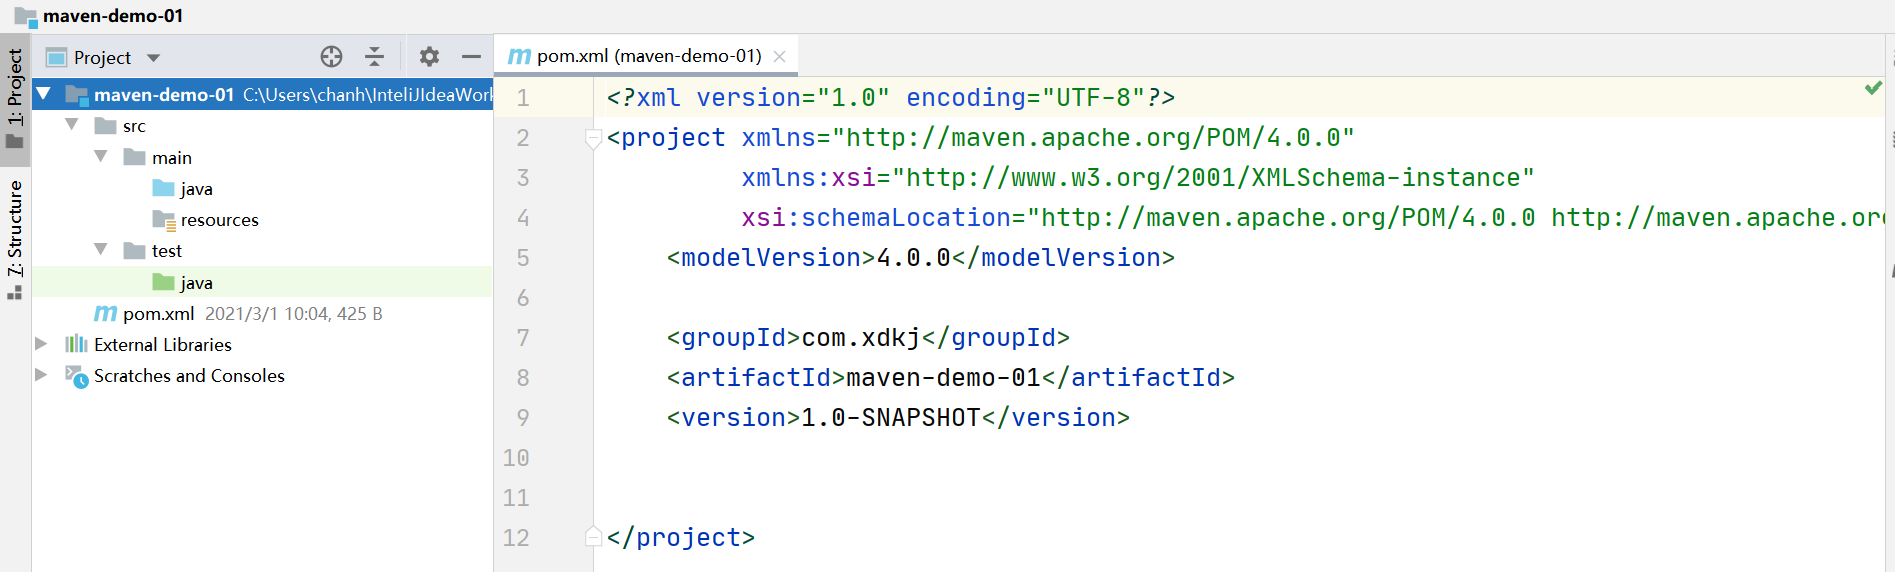 maven-demo-01
1: Project
7: Structure
Project
maven-demo-01 C:\Users\chanh\InteliJIdeaWor
src
main
java
resources
test
java
m pom.xml 2021/3/1 10:04, 425 B
External Libraries
Scratches and Consoles
m pom.xml (maven-demo-01)
1 <?xml version="1.0" encoding="UTF-8"?>
2 <project xmlns="http://maven.apache.org/POM/4.0.0"
3 xmlns:xsi="http://www.w3.org/2001/XMLSchema-instance"
4 xsi:schemaLocation="http://maven.apache.org/POM/4.0.0 http://maven.apache.or
5 <modelVersion>4.0.0</modelVersion>
6
7 <groupId>com.xdkj</groupId>
8 <artifactId>maven-demo-01</artifactId>
9 <version>1.0-SNAPSHOT</version>
10
11
12 </project>